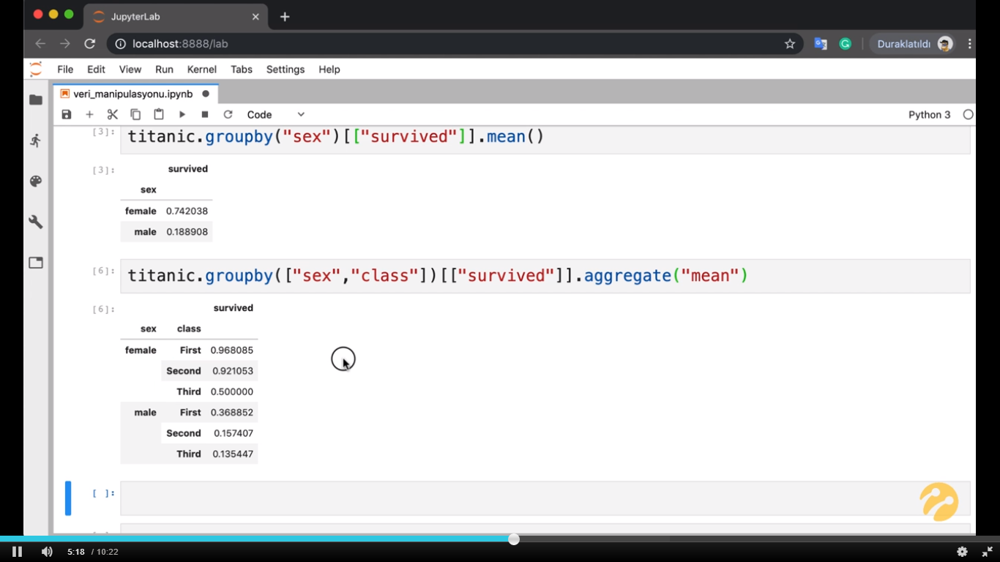 JupyterLab
localhost:8888/lab
Duraklatıldı
File Edit View Run Kernel Tabs Settings Help
veri_manipulasyonu.ipynb
Code
Python 3
[3]: titanic.groupby("sex")[["survived"]].mean()
[3]: survived
sex
female 0.742038
male 0.188908
[6]: titanic.groupby(["sex","class"])[["survived"]].aggregate("mean")
[6]: survived
sex class
female First 0.968085
Second 0.921053
Third 0.500000
male First 0.368852
Second 0.157407
Third 0.135447
[ ]:
5:18 / 10:22